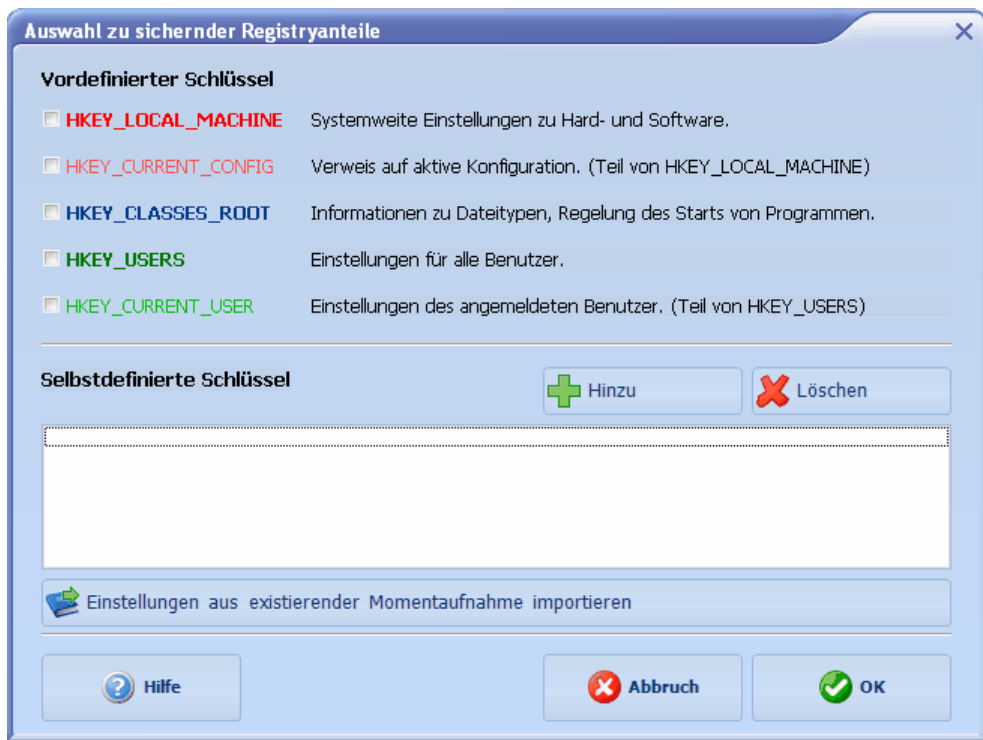 Auswahl zu sichernder Registryanteile
Vordefinierter Schlüssel
HKEY_LOCAL_MACHINE Systemweite Einstellungen zu Hard- und Software.
HKEY_CURRENT_CONFIG Verweis auf aktive Konfiguration. (Teil von HKEY_LOCAL_MACHINE)
HKEY_CLASSES_ROOT Informationen zu Dateitypen, Regelung des Starts von Programmen.
HKEY_USERS Einstellungen für alle Benutzer.
HKEY_CURRENT_USER Einstellungen des angemeldeten Benutzer. (Teil von HKEY_USERS)
Selbstdefinierte Schlüssel Hinzu Löschen
Einstellungen aus existierender Momentaufnahme importieren
Hilfe Abbruch OK